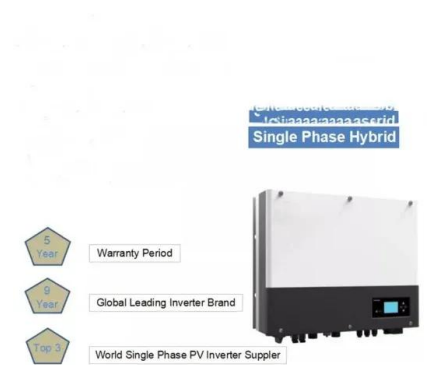 Single Phase Hybrid
5
Year
Warranty Period
9
Year
Global Leading Inverter Brand
Top 3
World Single Phase PV Inverter Suppler